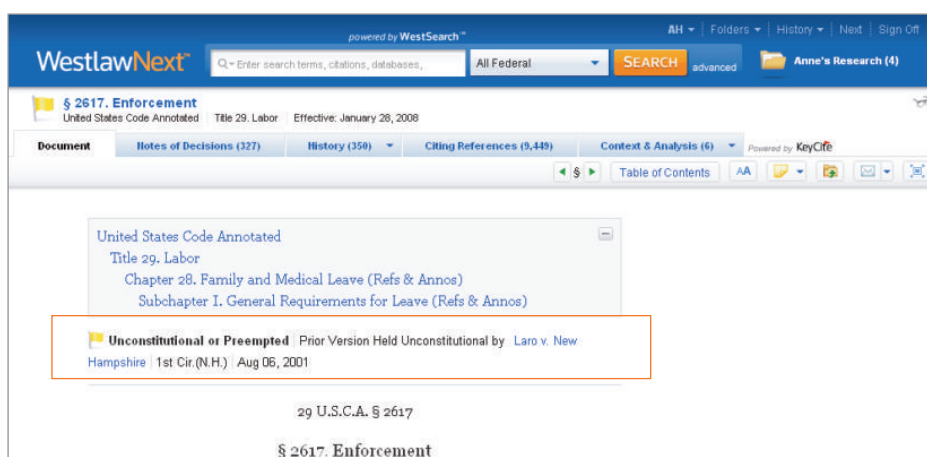 powered by WestSearch™
AH | Folders | History | Next | Sign Off
WestlawNext™
Enter search terms, citations, databases,
All Federal
SEARCH
advanced
Anne's Research (4)
§ 2617. Enforcement
United States Code Annotated Title 29. Labor Effective: January 28, 2008
Document Notes of Decisions (327) History (350) Citing References (9,449) Context & Analysis (6) Powered by KeyCite
§ Table of Contents AA
United States Code Annotated
Title 29. Labor
Chapter 28. Family and Medical Leave (Refs & Annos)
Subchapter I. General Requirements for Leave (Refs & Annos)
Unconstitutional or Preempted | Prior Version Held Unconstitutional by Laro v. New
Hampshire | 1st Cir.(N.H.) | Aug 06, 2001
29 U.S.C.A. § 2617
§ 2617. Enforcement